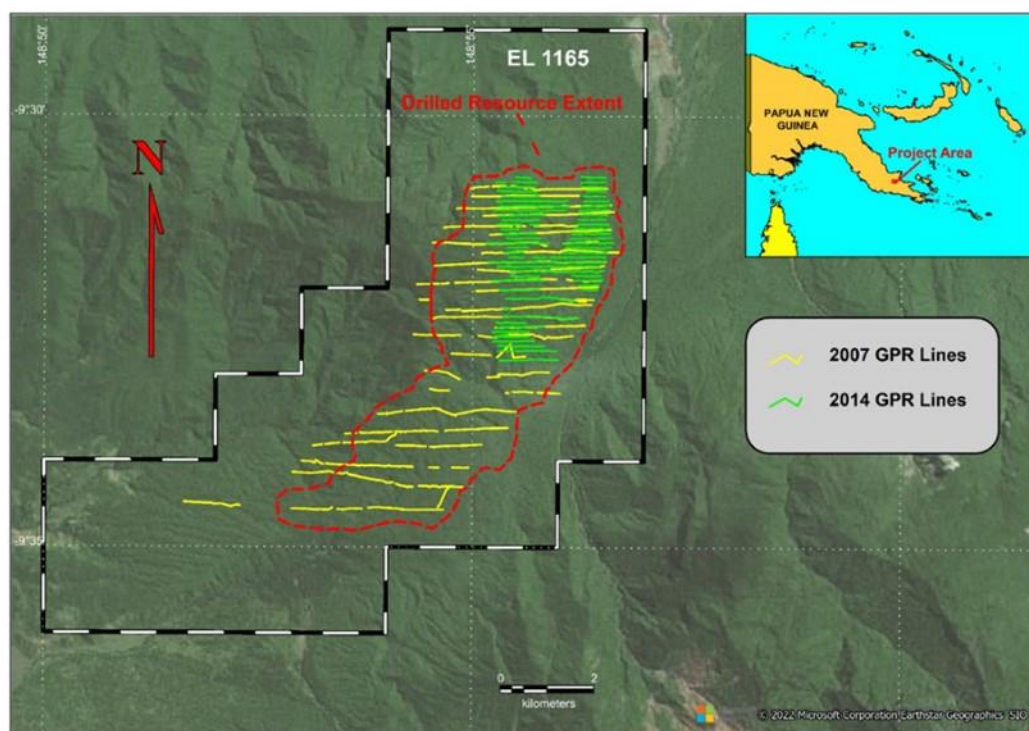 148°50'
148°55'
EL 1165
-9°30'
Drilled Resource Extent
N
PAPUA NEW
GUINEA
Project Area
2007 GPR Lines
2014 GPR Lines
-9°35'
0 2
kilometers
© 2022 Microsoft Corporation Earthstar Geographics SIO